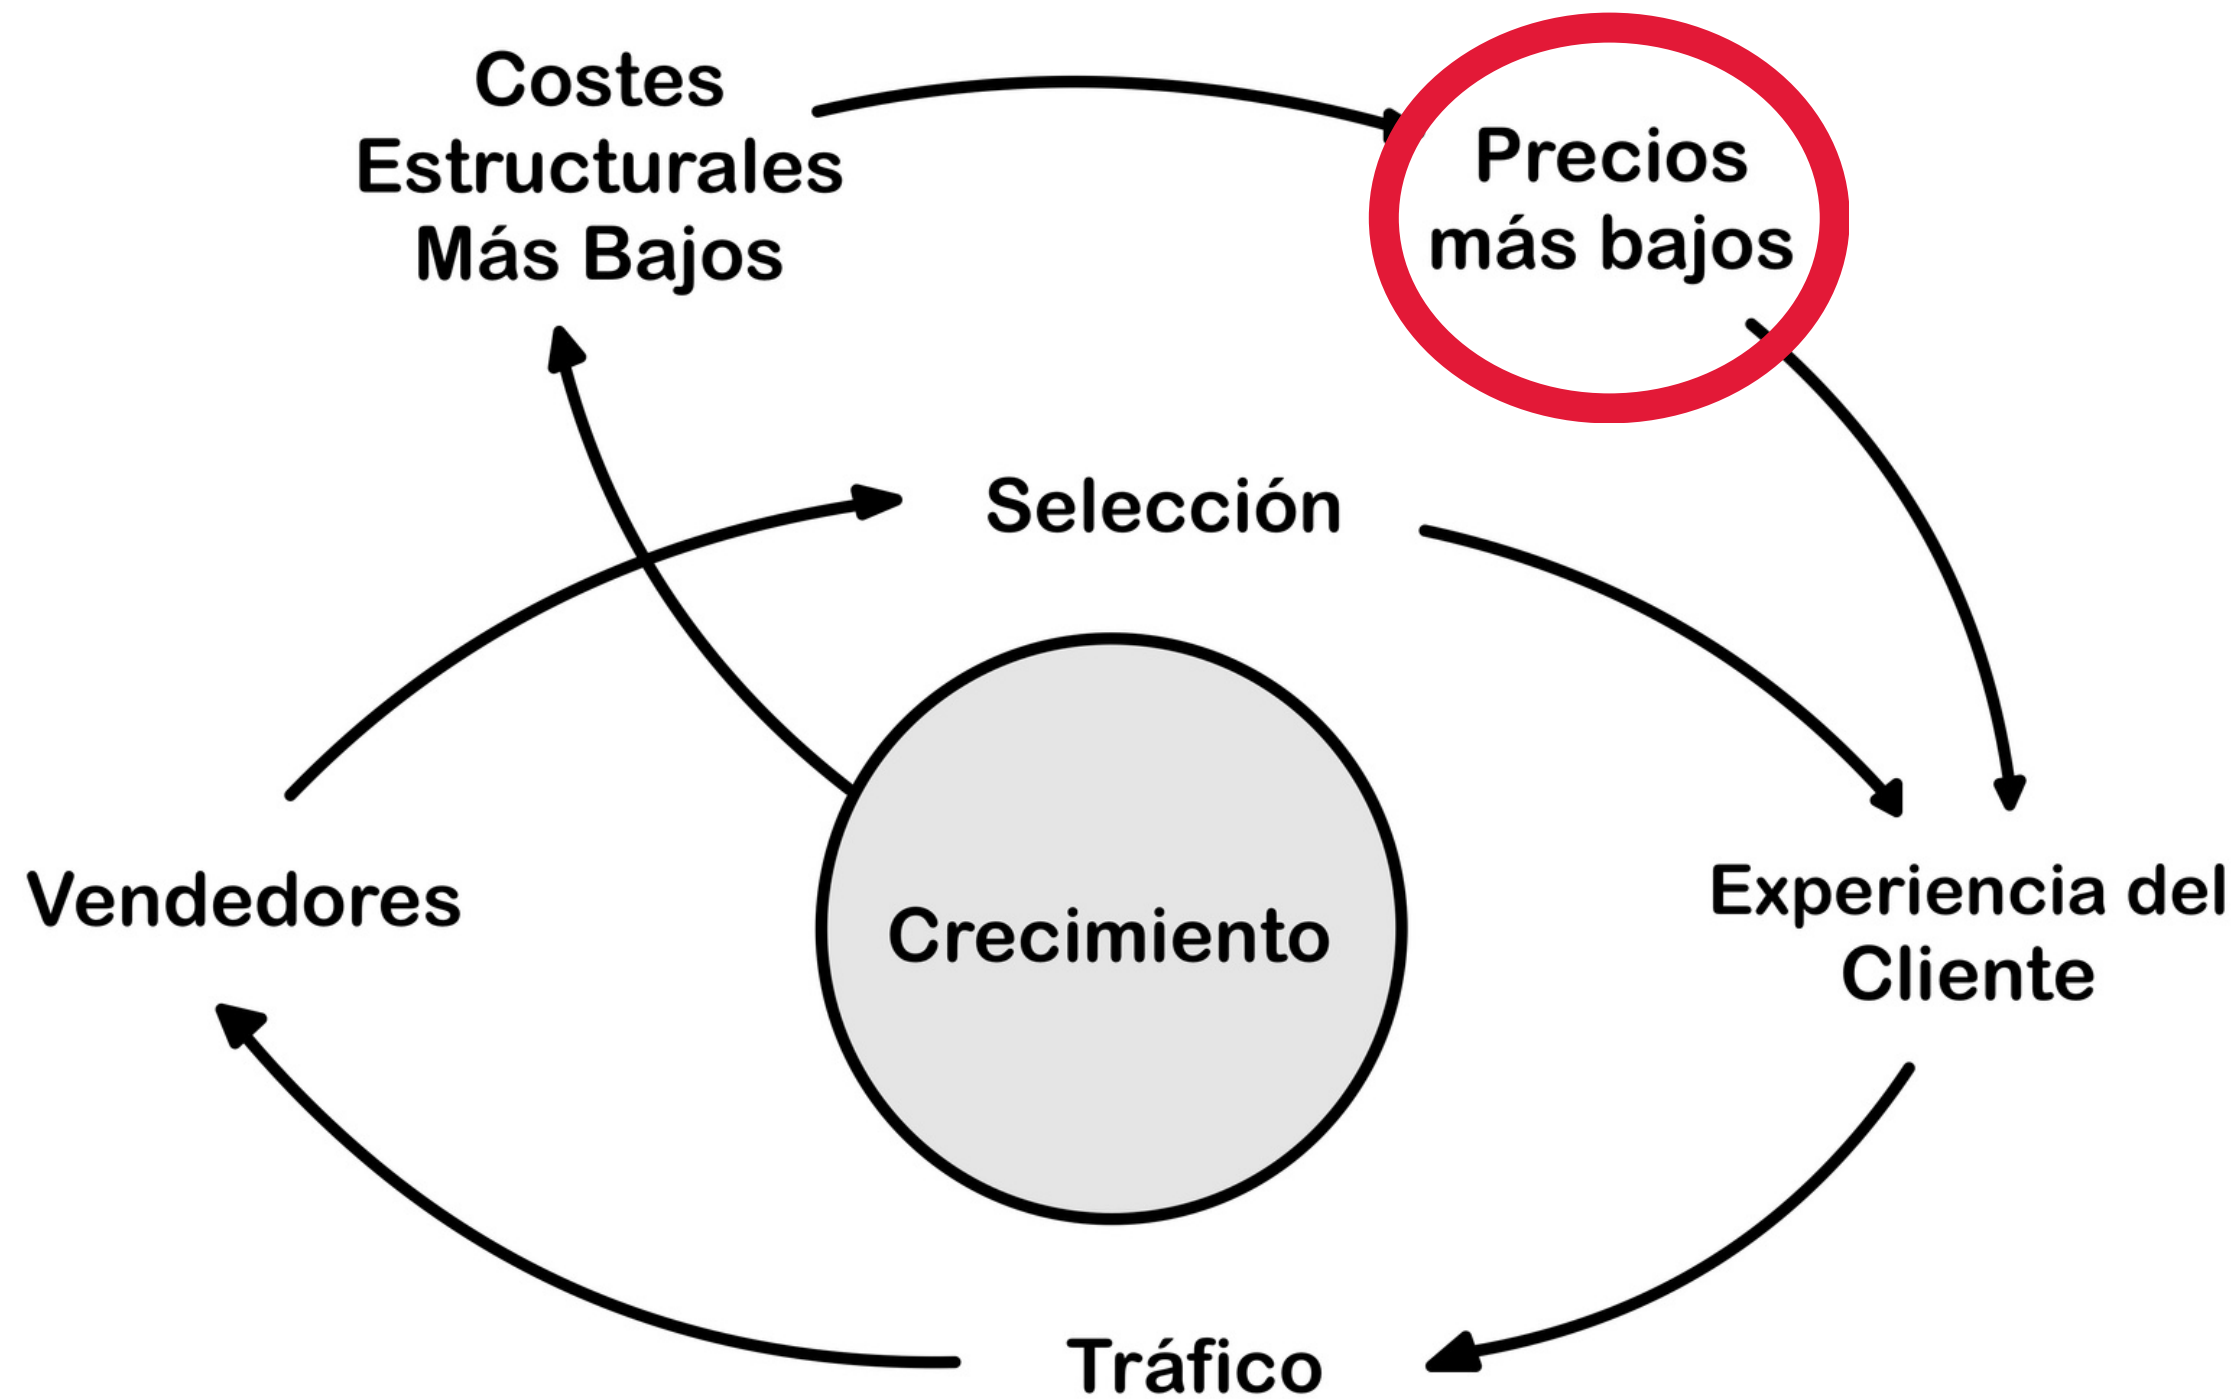 Costes
Estructurales
Más Bajos
Precios
más bajos
Selección
Vendedores
Crecimiento
Experiencia del
Cliente
Tráfico